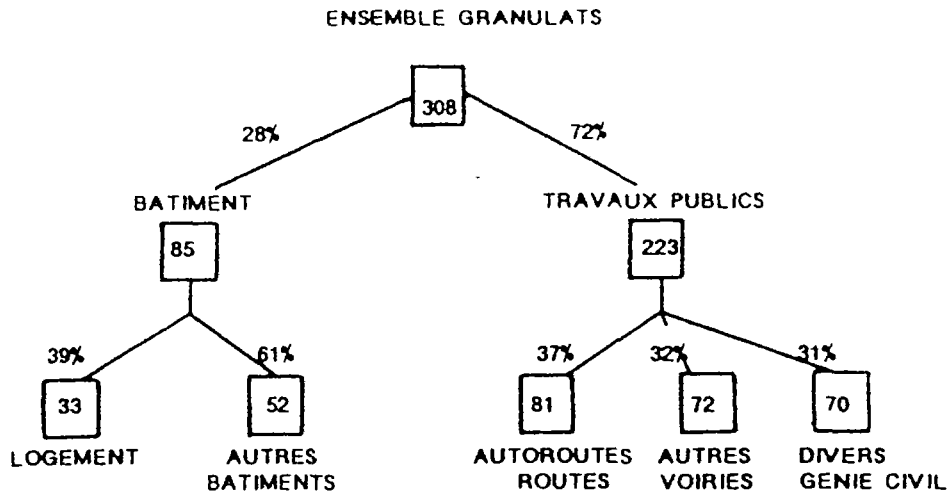 ENSEMBLE GRANULATS
308
28% 72%
BATIMENT TRAVAUX PUBLICS
85 223
39% 61% 37% 32% 31%
33 52 81 72 70
LOGEMENT AUTRES AUTOROUTES AUTRES DIVERS
BATIMENTS ROUTES VOIRIES GENIE CIVIL